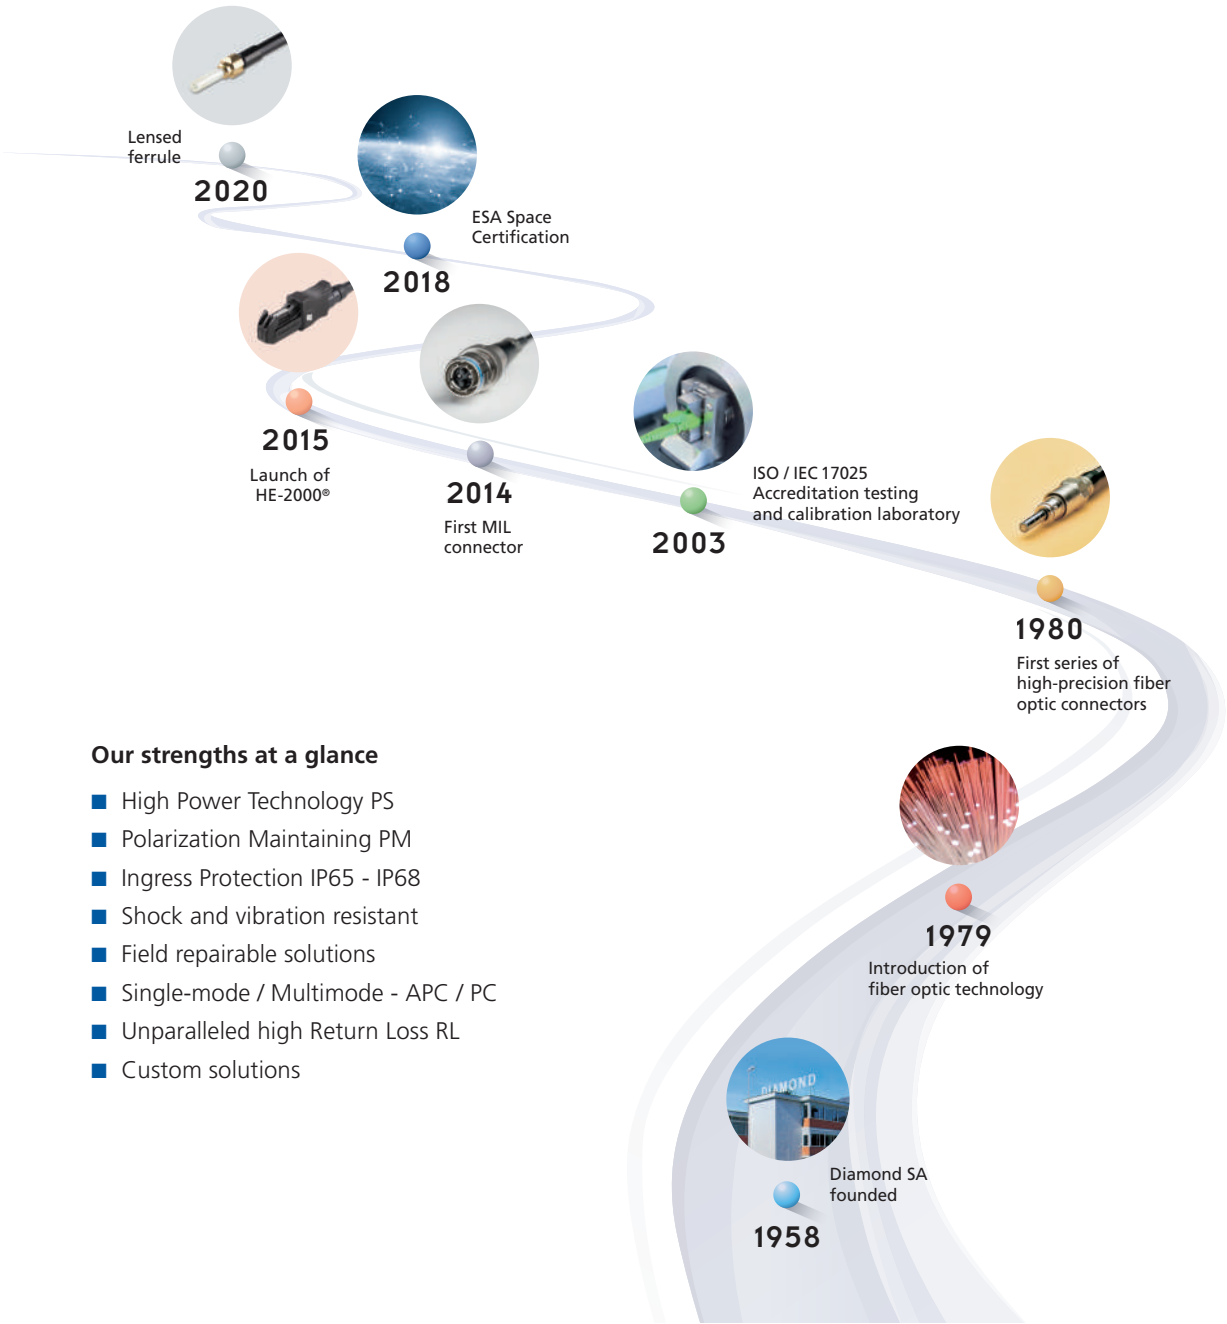 Lensed
ferrule
2020
ESA Space
Certification
2018
2015
Launch of
HE-2000®
2014
First MIL
connector
ISO / IEC 17025
Accreditation testing
and calibration laboratory
2003
1980
First series of
high-precision fiber
optic connectors
Our strengths at a glance
■ High Power Technology PS
■ Polarization Maintaining PM
■ Ingress Protection IP65 - IP68
■ Shock and vibration resistant
■ Field repairable solutions
■ Single-mode / Multimode - APC / PC
■ Unparalleled high Return Loss RL
■ Custom solutions
1979
Introduction of
fiber optic technology
DIAMOND
Diamond SA
founded
1958